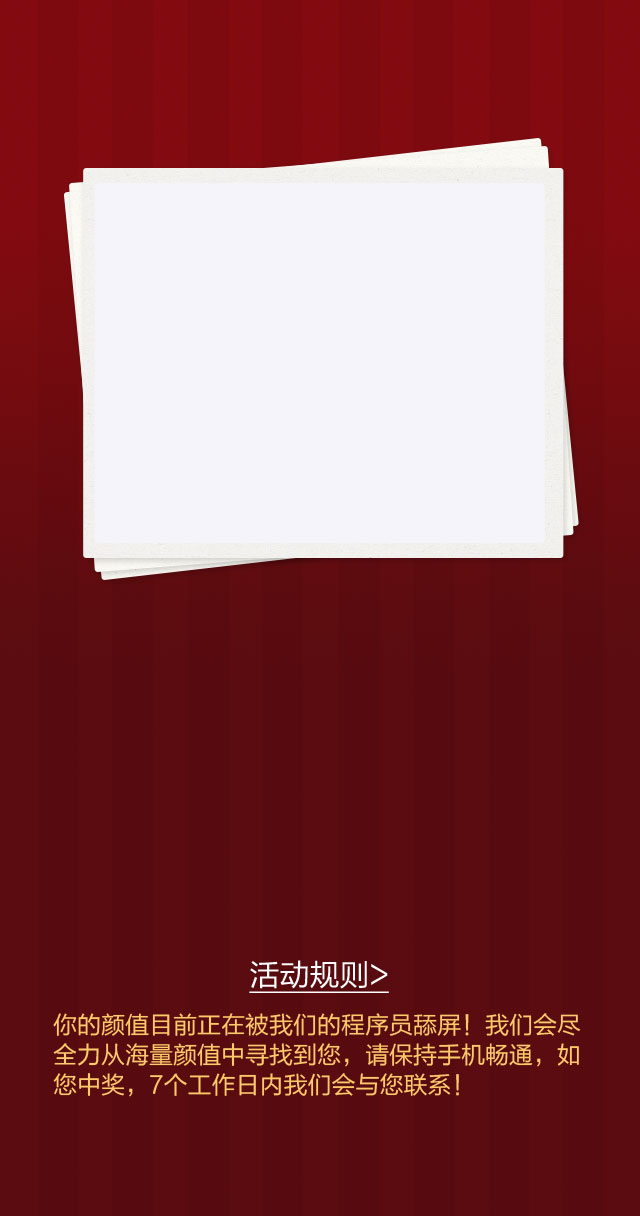 活动规则>
你的颜值目前正在被我们的程序员舔屏！我们会尽
全力从海量颜值中寻找到您，请保持手机畅通，如
您中奖，7个工作日内我们会与您联系！